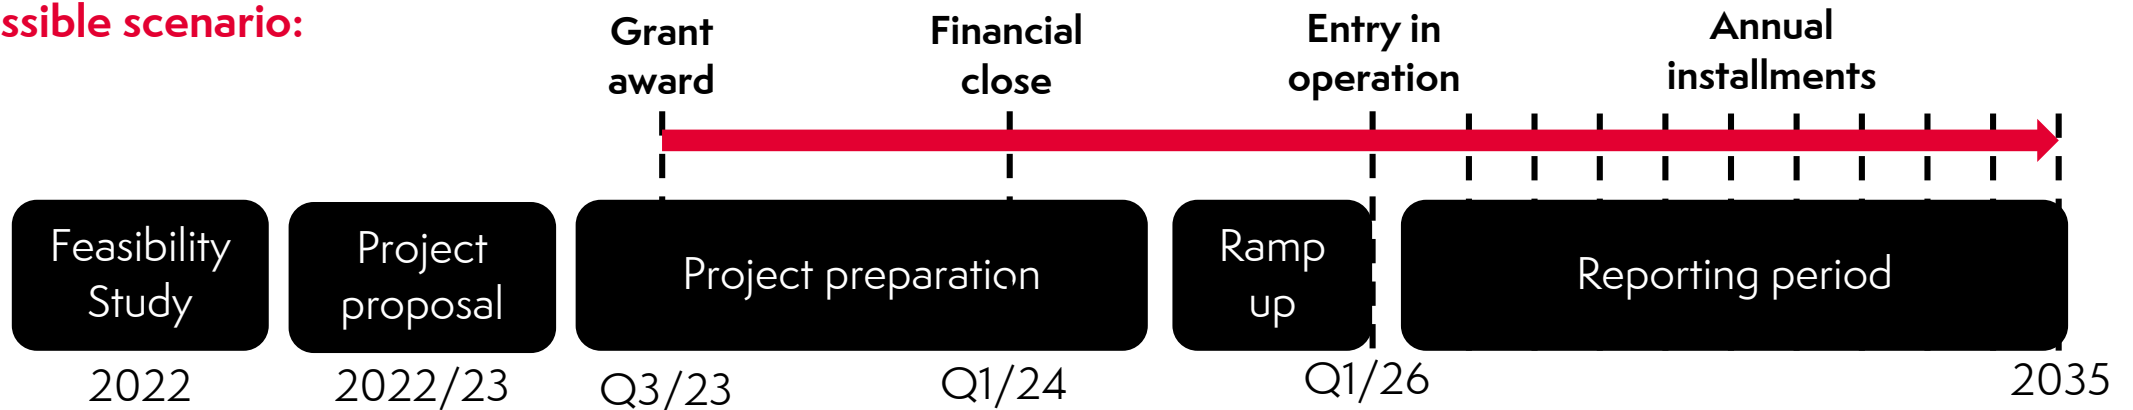 ssible scenario:
Grant
award
Financial
close
Entry in
operation
Annual
installments
Feasibility
Study
Project
proposal
Project preparation
Ramp
up
Reporting period
2022
2022/23
Q3/23
Q1/24
Q1/26
2035